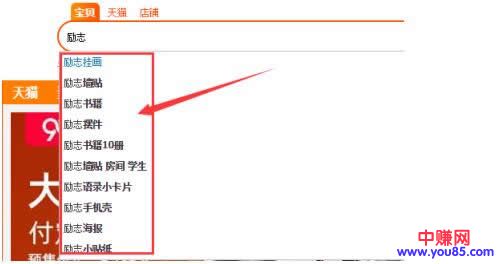 宝贝 天猫 店铺
励志
励志挂画
励志墙贴
天猫
励志书籍
励志摆件
励志书籍10册
励志墙贴 房间 学生
励志语录小卡片
励志手机壳
励志海报
励志小贴纸
大
付定
预售
中赚网
www.you85.com